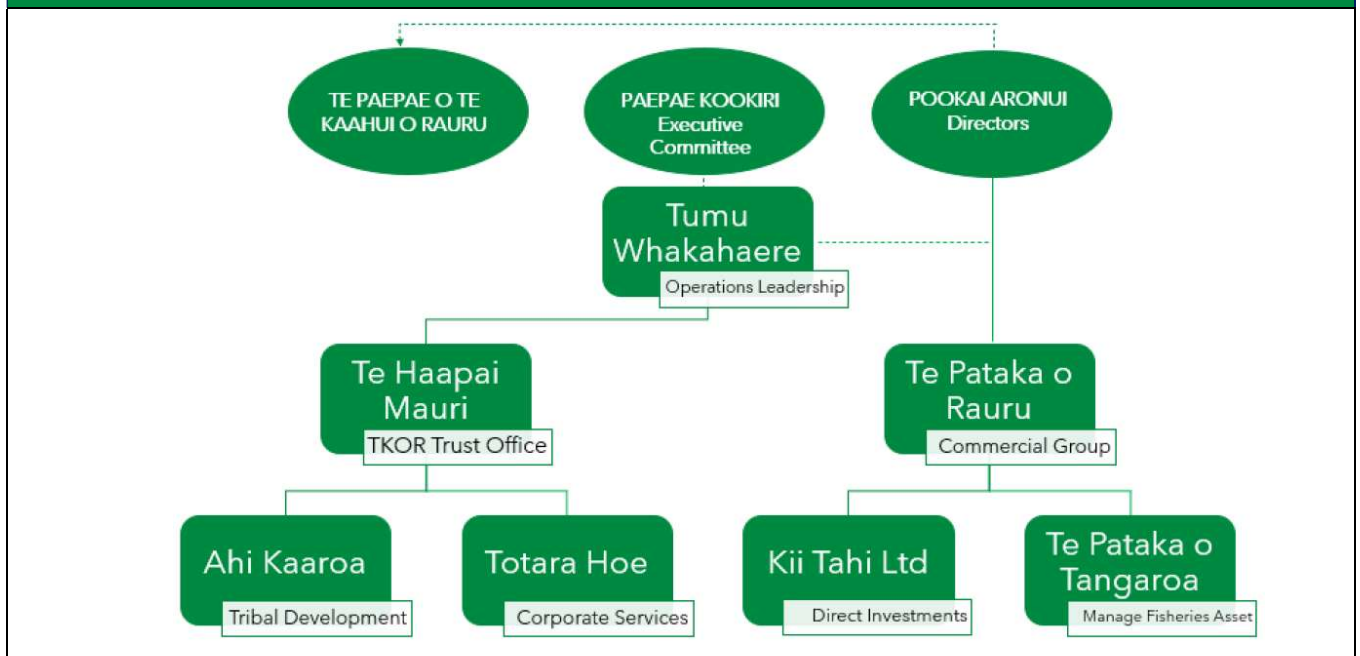 TE PAEPAE O TE
KAAHUI O RAURU
PAEPAE KOOKIRI
Executive
Committee
POOKAI ARONUI
Directors
Tumu
Whakahaere
Operations Leadership
Te Haapai
Mauri
TKOR Trust Office
Te Pataka o
Rauru
Commercial Group
Ahi Kaaroa
Tribal Development
Totara Hoe
Corporate Services
Kii Tahi Ltd
Direct Investments
Te Pataka o
Tangaroa
Manage Fisheries Asset